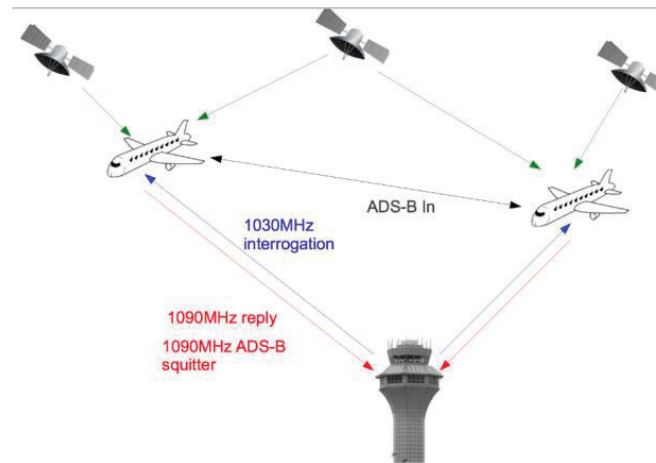 ADS-B In
1030MHz
interrogation
1090MHz reply
1090MHz ADS-B
squitter